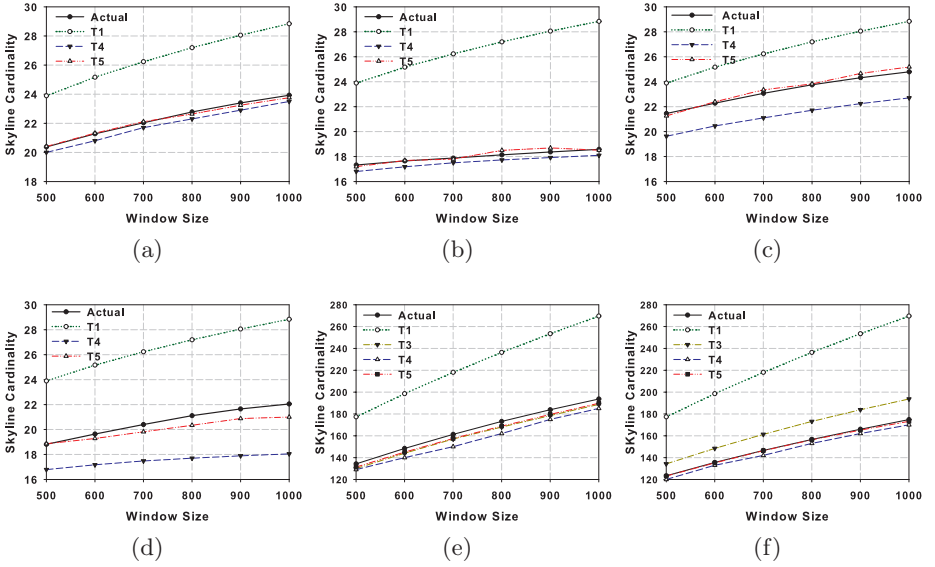 30
28
26
24
22
20
18
Skyline Cardinality
Actual
T1
T4
T5
500 600 700 800 900 1000
Window Size
(a)
30
28
26
24
22
20
18
16
Skyline Cardinality
Actual
T1
T4
T5
500 600 700 800 900 1000
Window Size
(b)
30
28
26
24
22
20
18
16
Skyline Cardinality
Actual
T1
T4
T5
500 600 700 800 900 1000
Window Size
(c)
30
28
26
24
22
20
18
16
Skyline Cardinality
Actual
T1
T4
T5
500 600 700 800 900 1000
Window Size
(d)
280
260
240
220
200
180
160
140
120
SKyline Cardinality
Actual
T1
T3
T4
T5
500 600 700 800 900 1000
Window Size
(e)
280
260
240
220
200
180
160
140
120
SKyline Cardinality
Actual
T1
T3
T4
T5
500 600 700 800 900 1000
Window Size
(f)